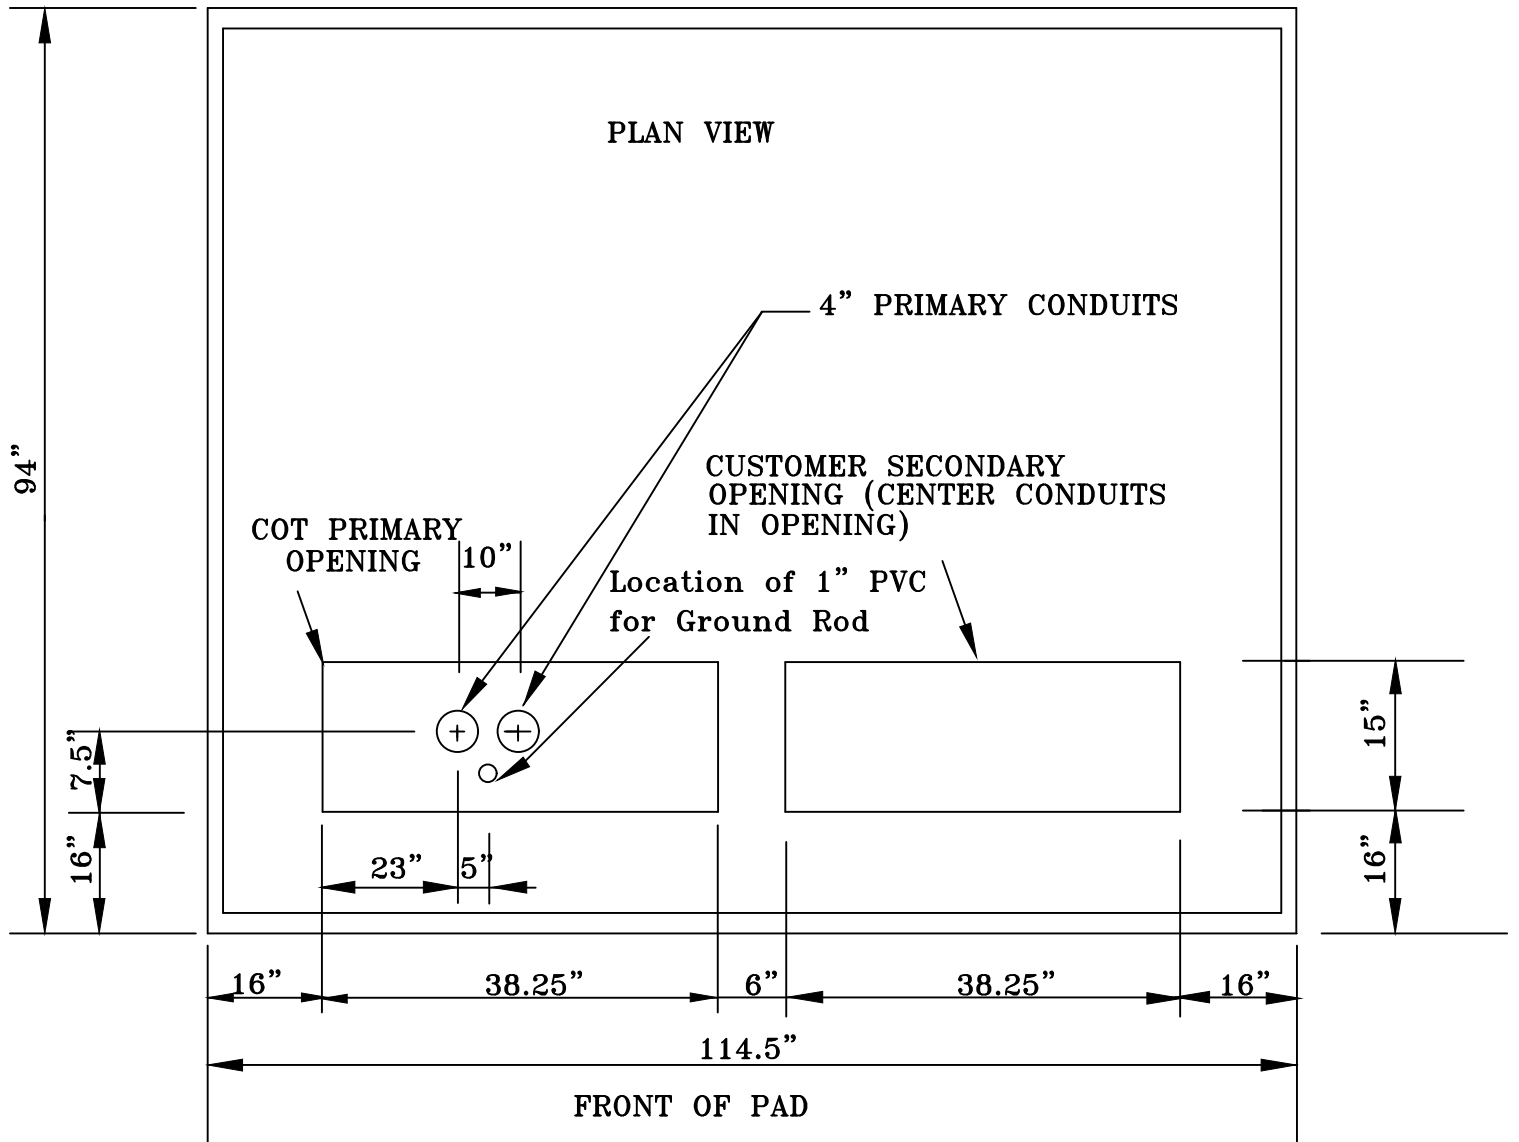 PLAN VIEW
4” PRIMARY CONDUITS
94”
CUSTOMER SECONDARY
OPENING (CENTER CONDUITS
IN OPENING)
COT PRIMARY
OPENING
10”
Location of 1” PVC
for Ground Rod
7.5”
15”
16”
23”
5”
16”
16”
38.25”
6”
38.25”
16”
114.5”
FRONT OF PAD